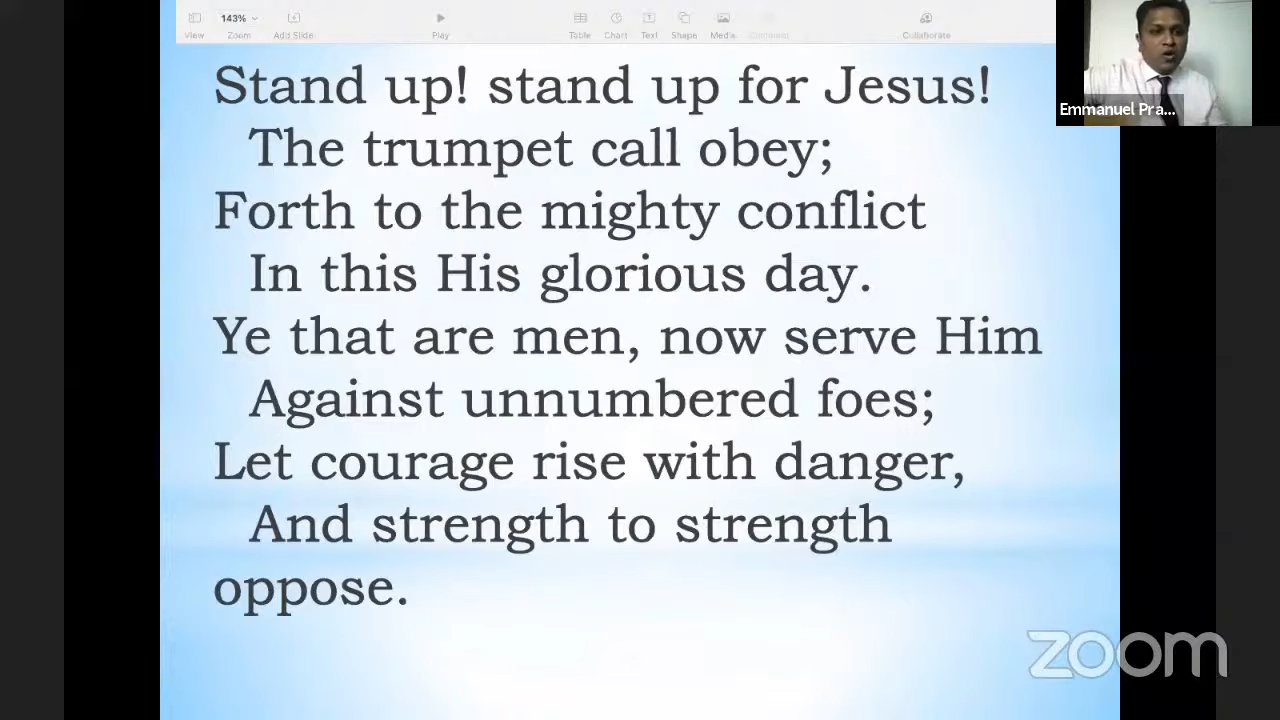 143%
View Zoom Add Slide Play Table Chart Text Shape Media Comment Collaborate
Emmanuel Pra...
Stand up! stand up for Jesus!
The trumpet call obey;
Forth to the mighty conflict
In this His glorious day.
Ye that are men, now serve Him
Against unnumbered foes;
Let courage rise with danger,
And strength to strength
oppose.
zoom